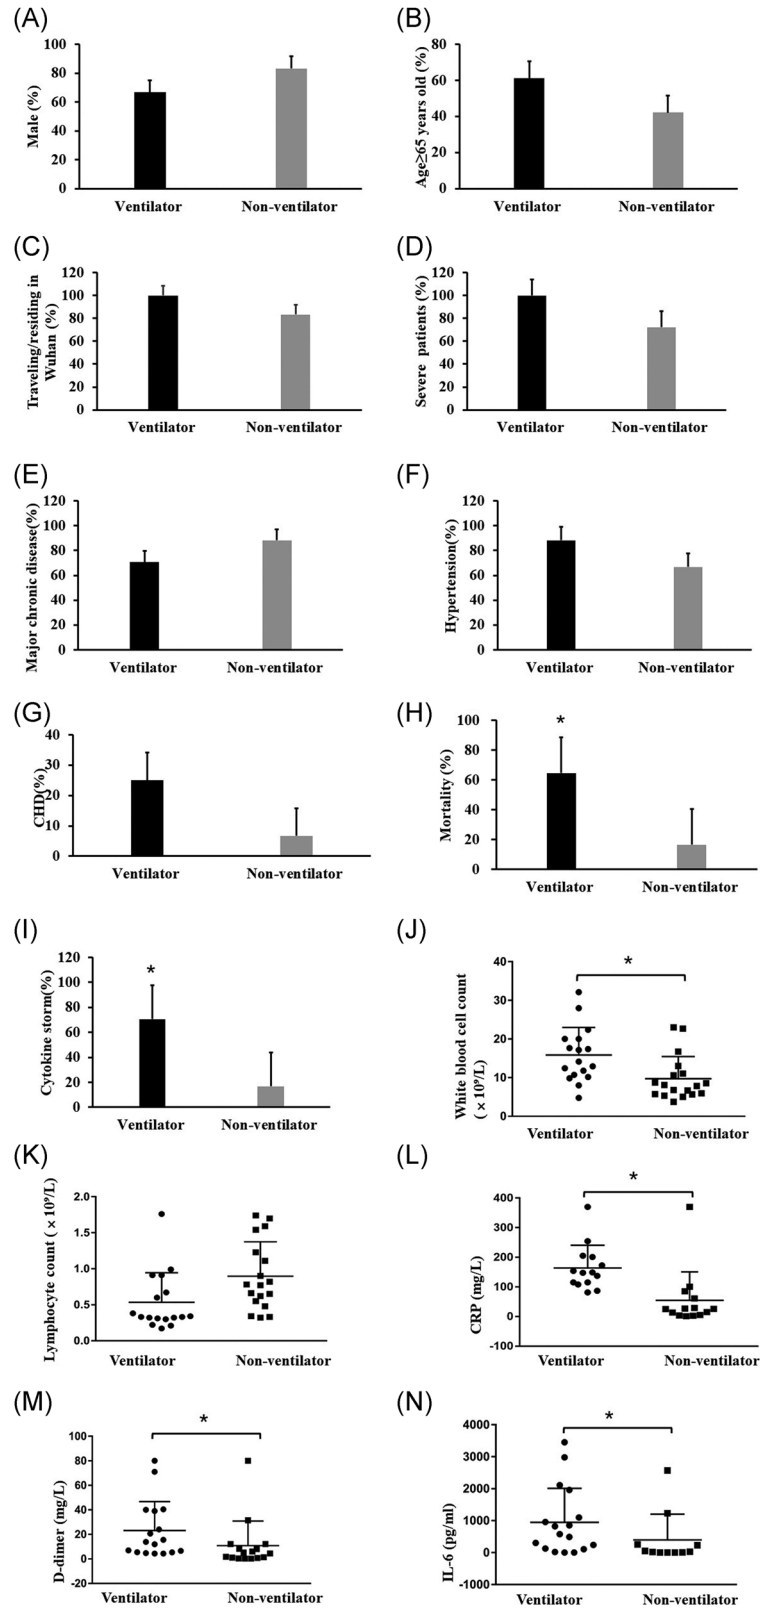 (A)
Male (%)
100
80
60
40
20
0
Ventilator Non-ventilator
(B)
Age≥65 years old (%)
80
60
40
20
0
Ventilator Non-ventilator
(C)
Traveling/residing in
Wuhan (%)
120
100
80
60
40
20
0
Ventilator Non-ventilator
(D)
Severe patients (%)
120
100
80
60
40
20
0
Ventilator Non-ventilator
(E)
Major chronic disease(%)
120
100
80
60
40
20
0
Ventilator Non-ventilator
(F)
Hypertension(%)
120
100
80
60
40
20
0
Ventilator Non-ventilator
(G)
CHD(%)
40
30
20
10
0
Ventilator Non-ventilator
(H)
Mortality (%)
100
80
60
40
20
0
*
Ventilator Non-ventilator
(I)
Cytokine storm(%)
120
100
80
60
40
20
0
*
Ventilator Non-ventilator
(J)
White blood cell count
( × 10⁹/L)
40
30
20
10
0
*
Ventilator Non-ventilator
(K)
Lymphocyte count ( × 10⁹/L)
2.0
1.5
1.0
0.5
0.0
Ventilator Non-ventilator
(L)
CRP (mg/L)
400
300
200
100
0
-100
*
Ventilator Non-ventilator
(M)
D-dimer (mg/L)
100
80
60
40
20
0
-20
*
Ventilator Non-ventilator
(N)
IL-6 (pg/ml)
4000
3000
2000
1000
0
-1000
*
Ventilator Non-ventilator